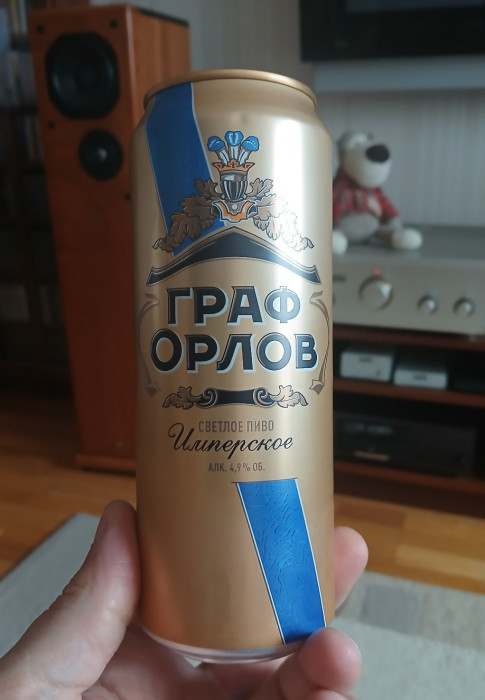 ГРАФ
ОРЛОВ
СВЕТЛОЕ ПИВО
Имперское
АЛК. 4,9% ОБ.